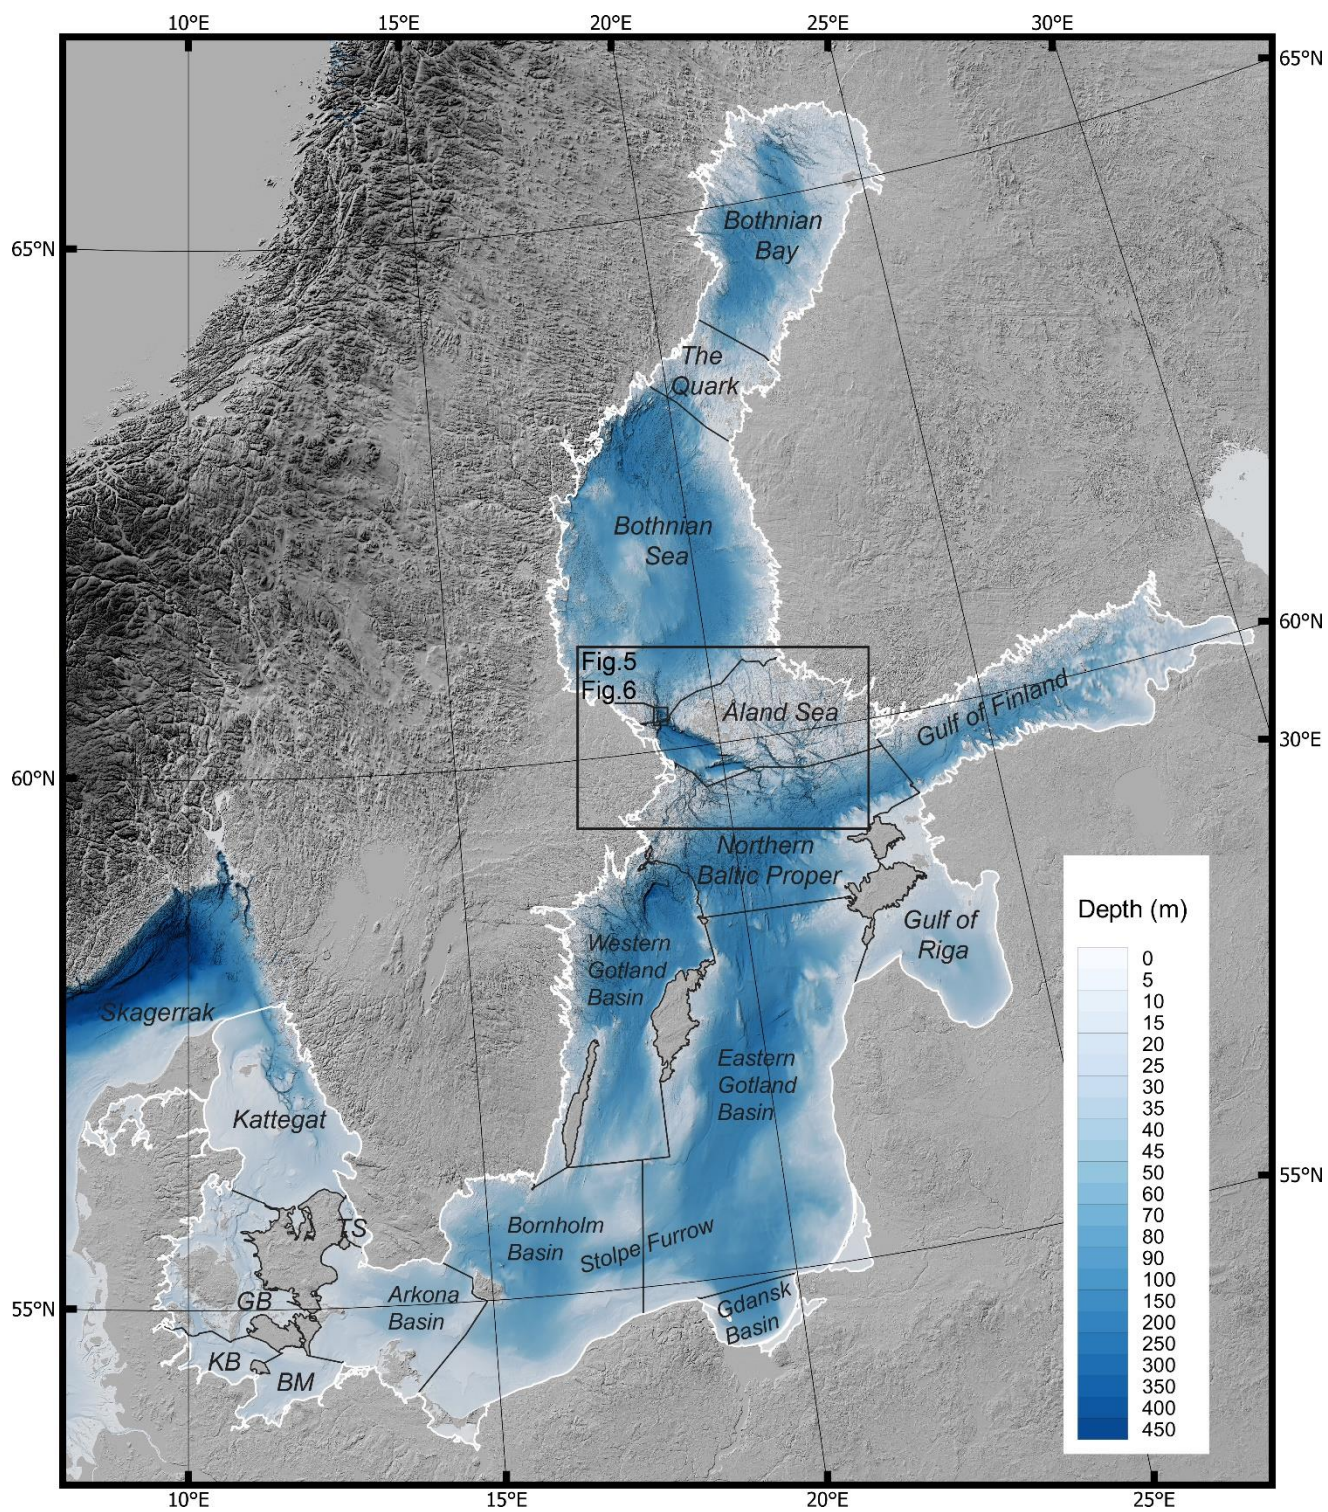 10°E
15°E
20°E
25°E
30°E
65°N
Bothnian
Bay
65°N
The
Quark
Bothnian
Sea
60°N
Fig.5
Fig.6
Åland Sea
Gulf of Finland
30°E
60°N
Northern
Baltic Proper
Depth (m)
0
5
10
15
20
25
30
35
40
45
50
60
70
80
90
100
150
200
250
300
350
400
450
Gulf of
Riga
Western
Gotland
Basin
Skagerrak
Eastern
Gotland
Basin
Kattegat
55°N
TS
Bornholm
Basin
Stolpe Furrow
55°N
GB
Arkona
Basin
Gdansk
Basin
KB
BM
10°E
15°E
20°E
25°E